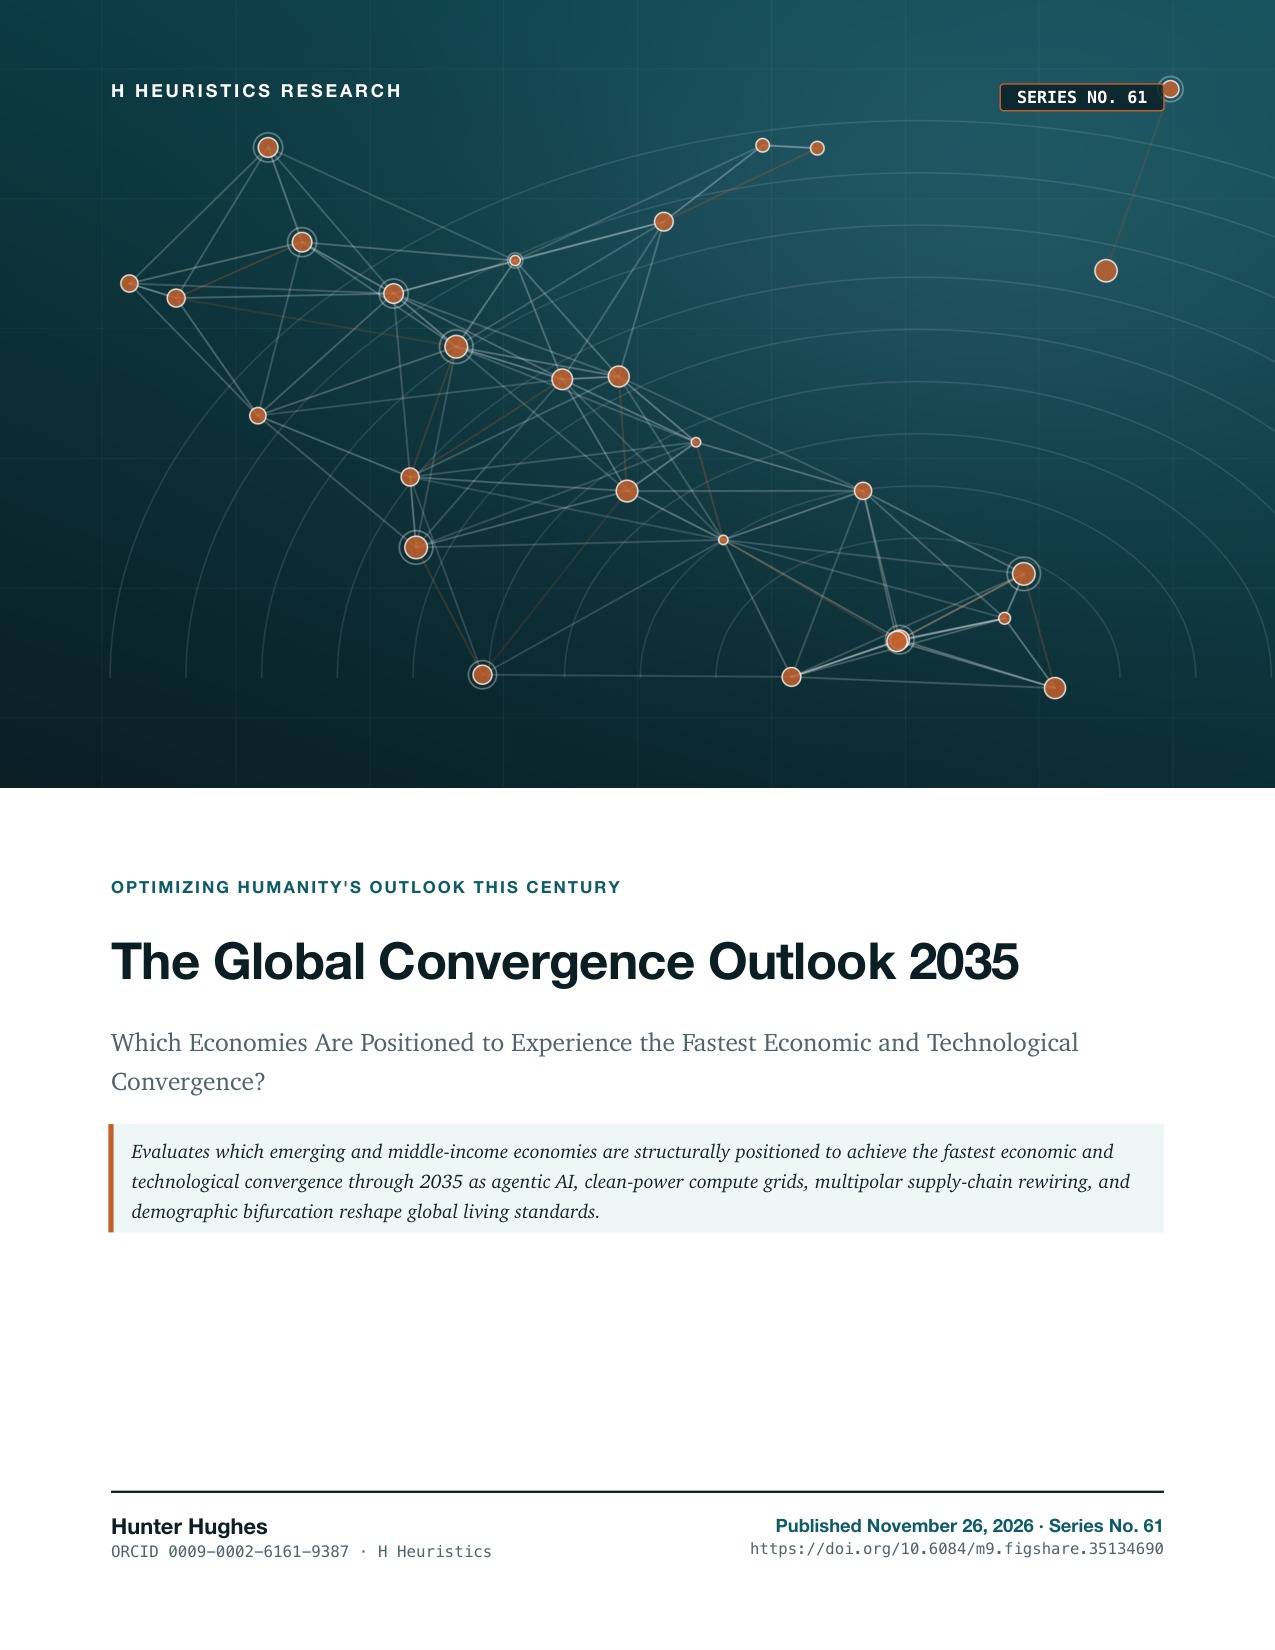 H HEURISTICS RESEARCH
SERIES NO. 61
OPTIMIZING HUMANITY'S OUTLOOK THIS CENTURY
The Global Convergence Outlook 2035
Which Economies Are Positioned to Experience the Fastest Economic and Technological
Convergence?
Evaluates which emerging and middle-income economies are structurally positioned to achieve the fastest economic and
technological convergence through 2035 as agentic AI, clean-power compute grids, multipolar supply-chain rewiring, and
demographic bifurcation reshape global living standards.
Hunter Hughes
ORCID 0009-0002-6161-9387 · H Heuristics
Published November 26, 2026 · Series No. 61
https://doi.org/10.6084/m9.figshare.35134690